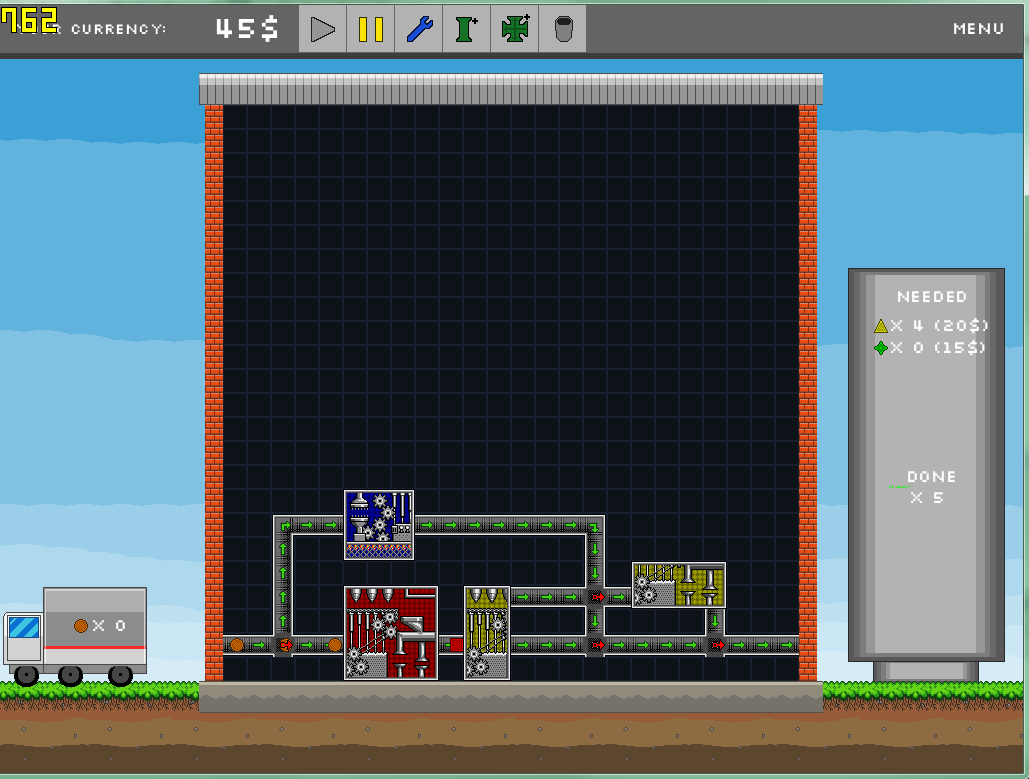 762
CURRENCY:
45$
MENU
X 0
NEEDED
X 4 (20$)
X 0 (15$)
DONE
X 5